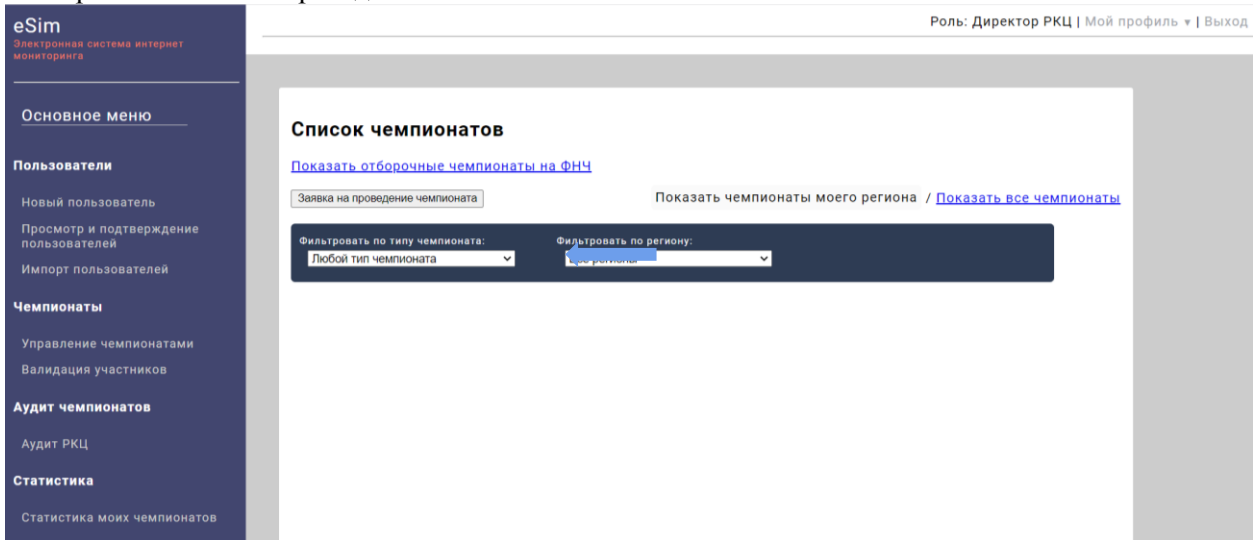 eSim
Электронная система интернет
мониторинга
Роль: Директор РКЦ | Мой профиль ▾ | Выход
Основное меню
Пользователи
Новый пользователь
Просмотр и подтверждение
пользователей
Импорт пользователей
Чемпионаты
Управление чемпионатами
Валидация участников
Аудит чемпионатов
Аудит РКЦ
Статистика
Статистика моих чемпионатов
Список чемпионатов
Показать отборочные чемпионаты на ФНЧ
Заявка на проведение чемпионата
Показать чемпионаты моего региона / Показать все чемпионаты
Фильтровать по типу чемпионата: Фильтровать по региону:
Любой тип чемпионата